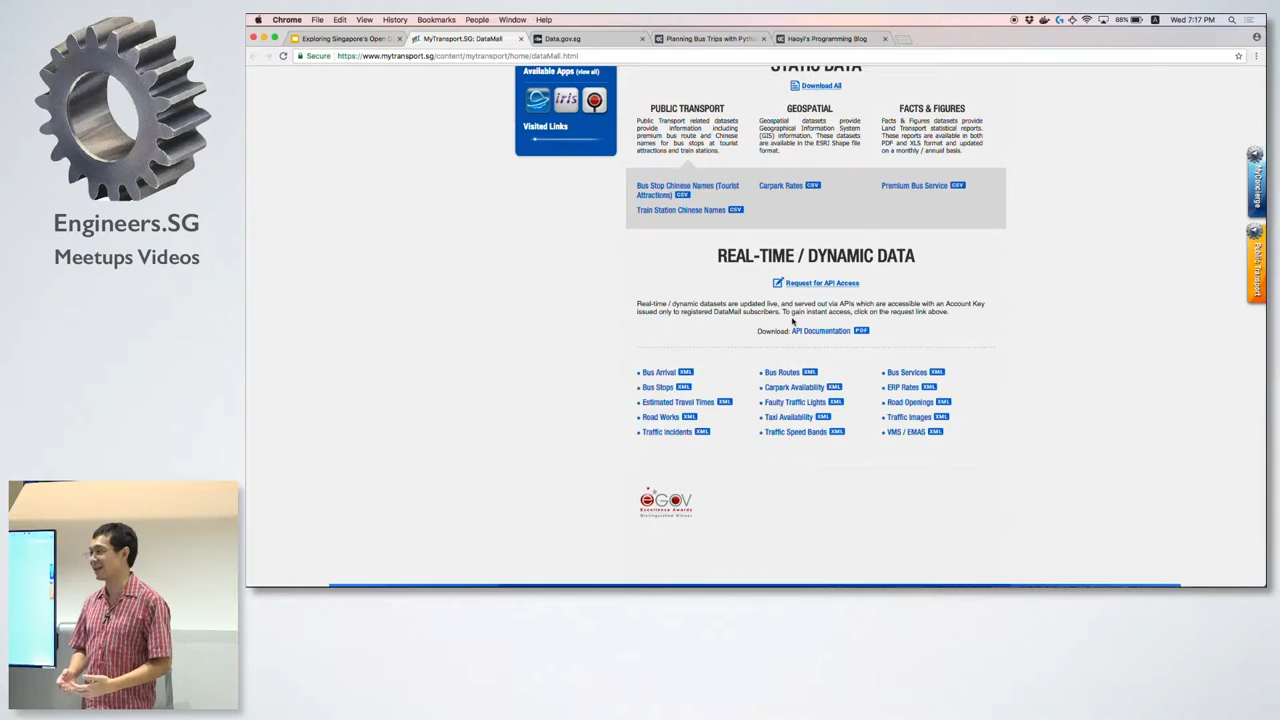 Chrome File Edit View History Bookmarks People Window Help
88% Wed 7:17 PM
Exploring Singapore's Open D
MyTransport.SG: DataMall
Data.gov.sg
Planning Bus Trips with Pyth
Haoyi's Programming Blog
Secure https://www.mytransport.sg/content/mytransport/home/dataMall.html
Engineers.SG
Meetups Videos
Available Apps (view all)
iris
Visited Links
STATIC DATA
Download All
PUBLIC TRANSPORT
Public Transport related datasets
provide information including
premium bus route and Chinese
names for bus stops at tourist
attractions and train stations.
GEOSPATIAL
Geospatial datasets provide
Geographical Information System
(GIS) information. These datasets
are available in the ESRI Shape file
format.
FACTS & FIGURES
Facts & Figures datasets provide
Land Transport statistical reports.
These reports are available in both
PDF and XLS format and updated
on a monthly / annual basis.
Bus Stop Chinese Names (Tourist
Attractions) CSV
Train Station Chinese Names CSV
Carpark Rates CSV
Premium Bus Service CSV
REAL-TIME / DYNAMIC DATA
Request for API Access
Real-time / dynamic datasets are updated live, and served out via APIs which are accessible with an Account Key
issued only to registered DataMall subscribers. To gain instant access, click on the request link above.
Download: API Documentation PDF
Bus Arrival XML
Bus Stops XML
Estimated Travel Times XML
Road Works XML
Traffic Incidents XML
Bus Routes XML
Carpark Availability XML
Faulty Traffic Lights XML
Taxi Availability XML
Traffic Speed Bands XML
Bus Services XML
ERP Rates XML
Road Openings XML
Traffic Images XML
VMS / EMAS XML
eGOV
Excellence Awards
Distinguished Winner
MyConcierge
Public Transport